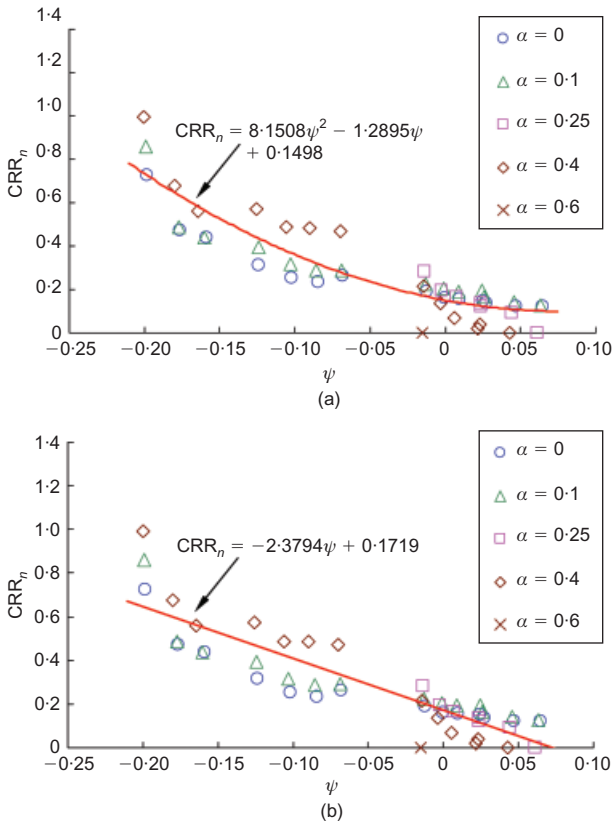 1·4
1·2
1·0
0·8
0·6
0·4
0·2
0
CRRₙ
CRRₙ = 8·1508ψ² − 1·2895ψ
+ 0·1498
α = 0
α = 0·1
α = 0·25
α = 0·4
α = 0·6
−0·25 −0·20 −0·15 −0·10 −0·05 0 0·05 0·10
ψ
(a)
1·4
1·2
1·0
0·8
0·6
0·4
0·2
0
CRRₙ
CRRₙ = −2·3794ψ + 0·1719
α = 0
α = 0·1
α = 0·25
α = 0·4
α = 0·6
−0·25 −0·20 −0·15 −0·10 −0·05 0 0·05 0·10
ψ
(b)